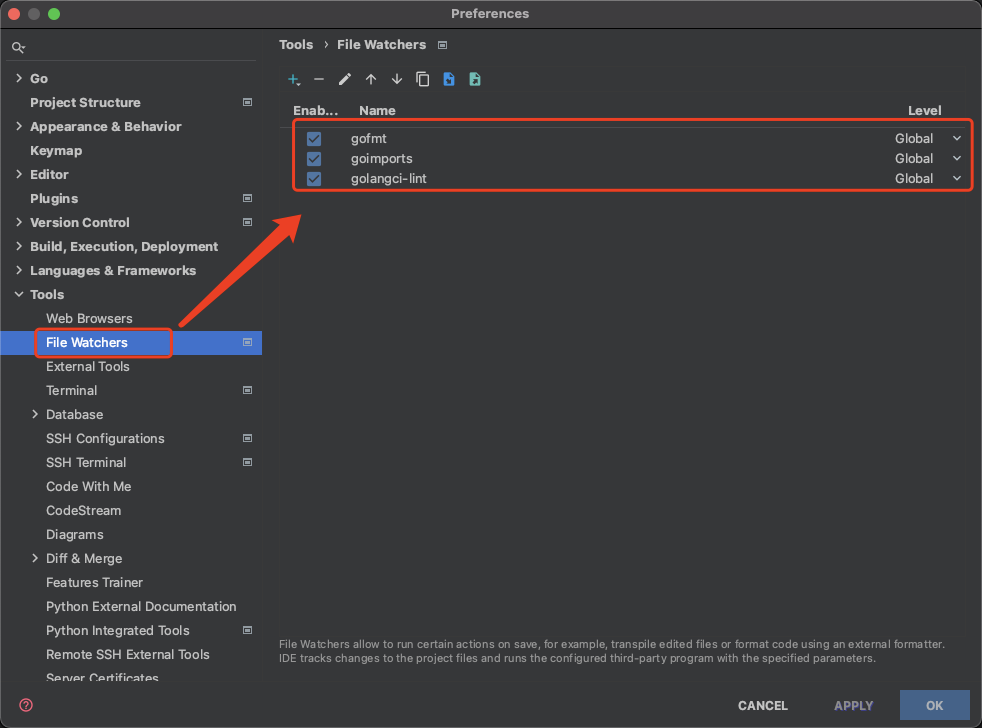 Preferences
Go
Project Structure
Appearance & Behavior
Keymap
Editor
Plugins
Version Control
Build, Execution, Deployment
Languages & Frameworks
Tools
Web Browsers
File Watchers
External Tools
Terminal
Database
SSH Configurations
SSH Terminal
Code With Me
CodeStream
Diagrams
Diff & Merge
Features Trainer
Python External Documentation
Python Integrated Tools
Remote SSH External Tools
Server Certificates
Tools › File Watchers
Enab... Name Level
gofmt Global
goimports Global
golangci-lint Global
File Watchers allow to run certain actions on save, for example, transpile edited files or format code using an external formatter.
IDE tracks changes to the project files and runs the configured third-party program with the specified parameters.
? CANCEL APPLY OK